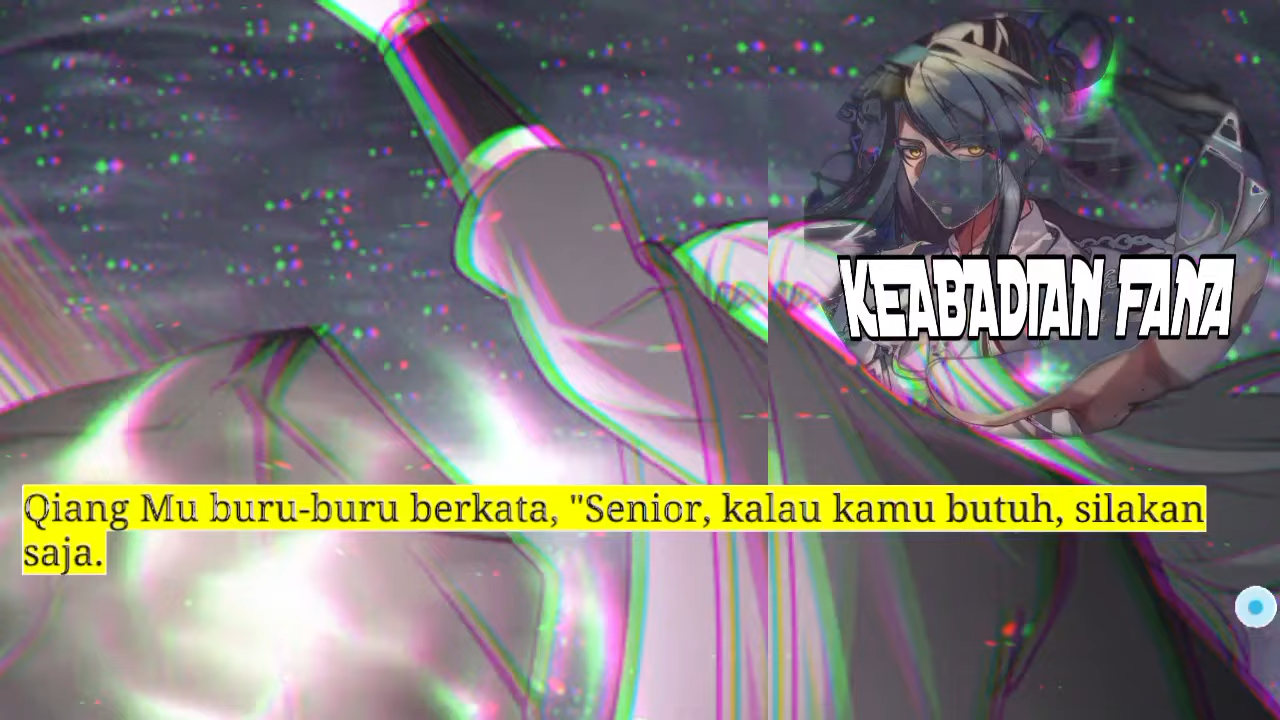 KEABADIAN FANA
Qiang Mu buru-buru berkata, "Senior, kalau kamu butuh, silakan
saja.